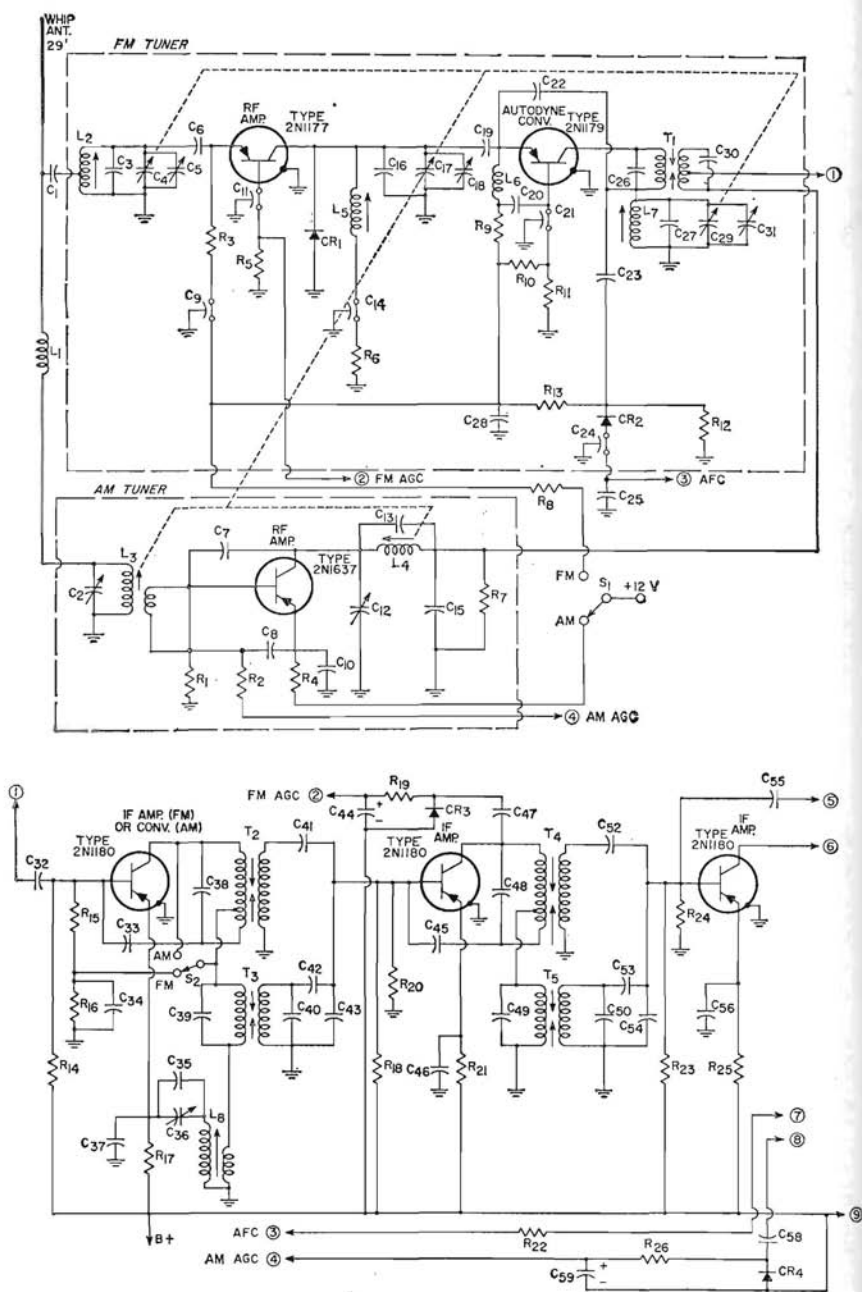 WHIP
ANT.
29'
FM TUNER
C22
RF
AMP.
TYPE
2N1177
AUTODYNE
CONV.
TYPE
2N1179
C19
T1
C30
L2
C6
C1
C3
C4
C5
C16
C17
C18
L6
C20
C26
1
C11
L5
C21
L7
R3
R5
CR1
R9
C27
C29
C31
R10
R11
C23
C9
C14
L1
R6
R13
CR2
C28
C24
R12
2 FM AGC
3 AFC
R8
C25
AM TUNER
C7
RF
AMP.
C13
L3
TYPE
2N1637
L4
FM
S1
+12 V
C2
C12
C15
R7
AM
C8
R1
R2
R4
C10
4 AM AGC
1
FM AGC 2
R19
C55
5
IF AMP. (FM)
OR CONV. (AM)
C44
+
-
CR3
C47
6
TYPE
2N1180
T2
C41
IF
AMP.
TYPE
2N1180
T4
C52
IF
AMP.
TYPE
2N1180
C32
C38
C48
R15
C33
AM
C45
R24
FM
S2
T3
C42
R20
T5
C53
R16
C34
C39
C40
C43
C49
C50
C54
C56
R14
C35
R18
C46
R21
R23
R25
C37
C36
L8
7
R17
8
9
B+
AFC 3
R22
C58
AM AGC 4
R26
C59
+
-
CR4